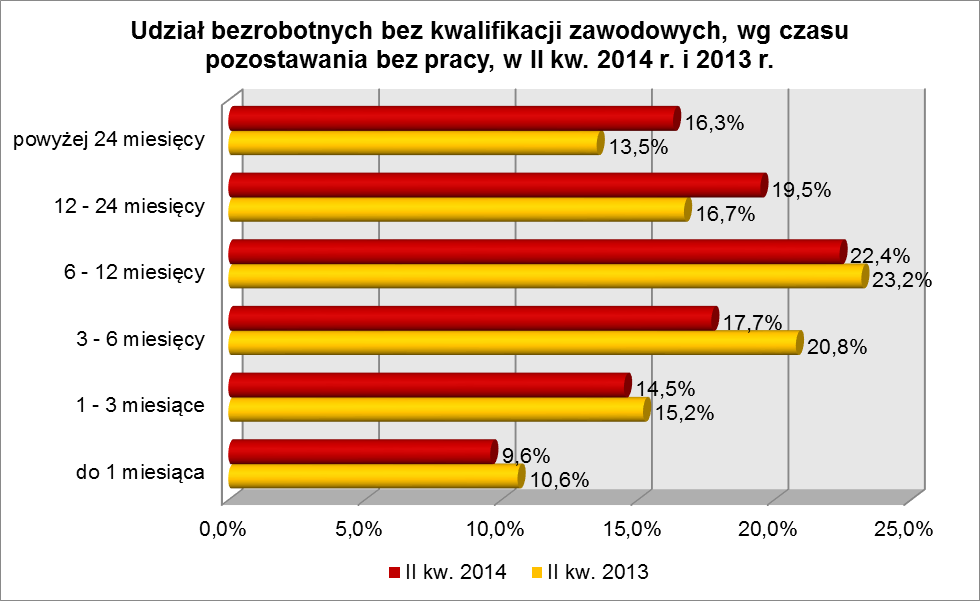 Udział bezrobotnych bez kwalifikacji zawodowych, wg czasu
pozostawania bez pracy, w II kw. 2014 r. i 2013 r.
powyżej 24 miesięcy
16,3%
13,5%
12 - 24 miesięcy
19,5%
16,7%
6 - 12 miesięcy
22,4%
23,2%
3 - 6 miesięcy
17,7%
20,8%
1 - 3 miesiące
14,5%
15,2%
do 1 miesiąca
9,6%
10,6%
0,0% 5,0% 10,0% 15,0% 20,0% 25,0%
II kw. 2014 II kw. 2013